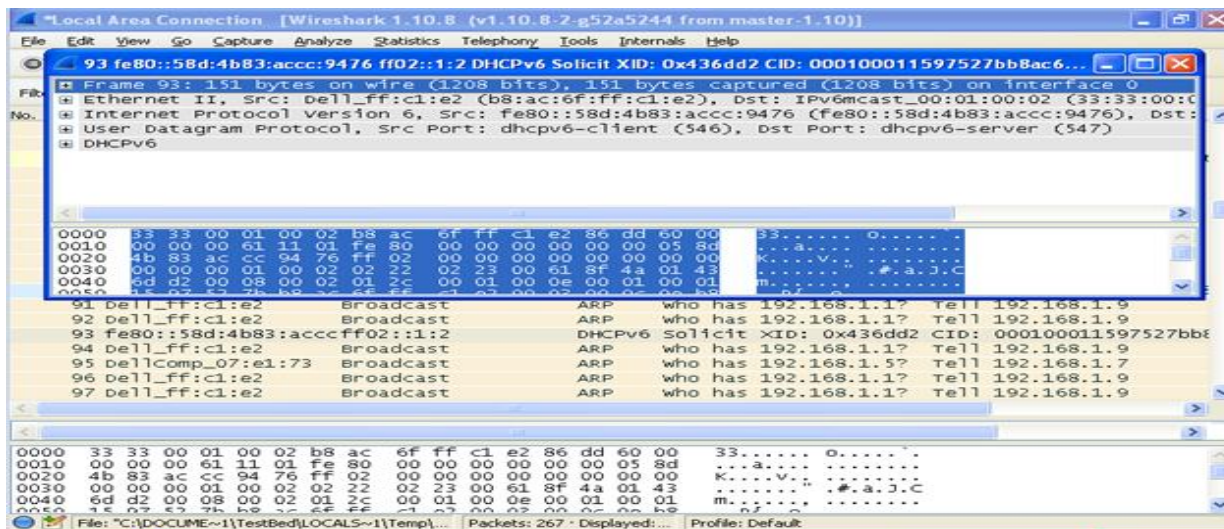 *Local Area Connection [Wireshark 1.10.8 (v1.10.8-2-g52a5244 from master-1.10)]
File Edit View Go Capture Analyze Statistics Telephony Tools Internals Help
93 fe80::58d:4b83:accc:9476 ff02::1:2 DHCPv6 Solicit XID: 0x436dd2 CID: 000100011597527bb8ac6...
Frame 93: 151 bytes on wire (1208 bits), 151 bytes captured (1208 bits) on interface 0
Ethernet II, Src: Dell_ff:c1:e2 (b8:ac:6f:ff:c1:e2), Dst: IPv6mcast_00:01:00:02 (33:33:00:0
Internet Protocol Version 6, Src: fe80::58d:4b83:accc:9476 (fe80::58d:4b83:accc:9476), Dst:
User Datagram Protocol, Src Port: dhcpv6-client (546), Dst Port: dhcpv6-server (547)
DHCPv6
No.
0000 33 33 00 01 00 02 b8 ac 6f ff c1 e2 86 dd 60 00 33...... o.....`.
0010 00 00 00 61 11 01 fe 80 00 00 00 00 00 00 05 8d ...a.... ........
0020 4b 83 ac cc 94 76 ff 02 00 00 00 00 00 00 00 00 K....v.. ........
0030 00 00 00 01 00 02 02 22 02 23 00 61 8f 4a 01 43 ......." .#.a.J.C
0040 6d d2 00 08 00 02 01 2c 00 01 00 0e 00 01 00 01 m......, ........
91 Dell_ff:c1:e2 Broadcast ARP Who has 192.168.1.1? Tell 192.168.1.9
92 Dell_ff:c1:e2 Broadcast ARP Who has 192.168.1.1? Tell 192.168.1.9
93 fe80::58d:4b83:accc ff02::1:2 DHCPv6 Solicit XID: 0x436dd2 CID: 000100011597527bb8
94 Dell_ff:c1:e2 Broadcast ARP Who has 192.168.1.1? Tell 192.168.1.9
95 DellComp_07:e1:73 Broadcast ARP Who has 192.168.1.5? Tell 192.168.1.7
96 Dell_ff:c1:e2 Broadcast ARP Who has 192.168.1.1? Tell 192.168.1.9
97 Dell_ff:c1:e2 Broadcast ARP Who has 192.168.1.1? Tell 192.168.1.9
0000 33 33 00 01 00 02 b8 ac 6f ff c1 e2 86 dd 60 00 33...... o.....`.
0010 00 00 00 61 11 01 fe 80 00 00 00 00 00 00 05 8d ...a.... ........
0020 4b 83 ac cc 94 76 ff 02 00 00 00 00 00 00 00 00 K....v.. ........
0030 00 00 00 01 00 02 02 22 02 23 00 61 8f 4a 01 43 ......." .#.a.J.C
0040 6d d2 00 08 00 02 01 2c 00 01 00 0e 00 01 00 01 m......, ........
File: "C:\DOCUME~1\TestBed\LOCALS~1\Temp\... Packets: 267 · Displayed:... Profile: Default